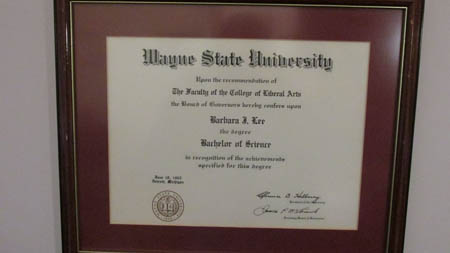 Wayne State University
Upon the recommendation of
The Faculty of the College of Liberal Arts
the Board of Governors hereby confers upon
Barbara J. Lee
the degree
Bachelor of Science
in recognition of the achievements
specified for this degree
Detroit, Michigan